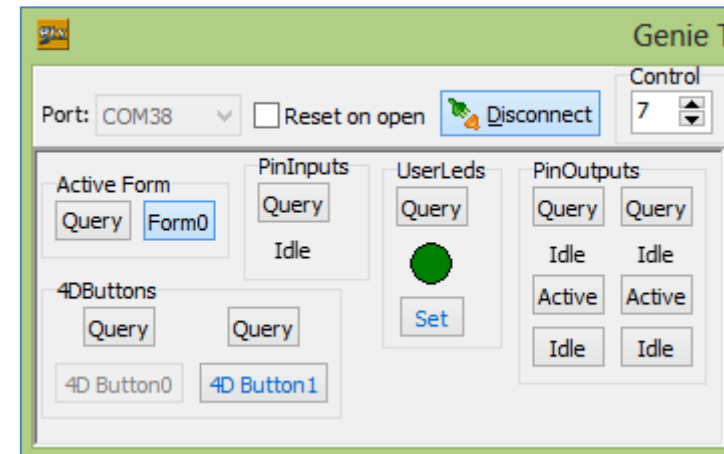 Genie T
Control
Port: COM38 Reset on open Disconnect 7
Active Form
Query Form0
PinInputs
Query
Idle
UserLeds
Query
Set
PinOutputs
Query Query
Idle Idle
Active Active
Idle Idle
4DButtons
Query Query
4D Button0 4D Button1